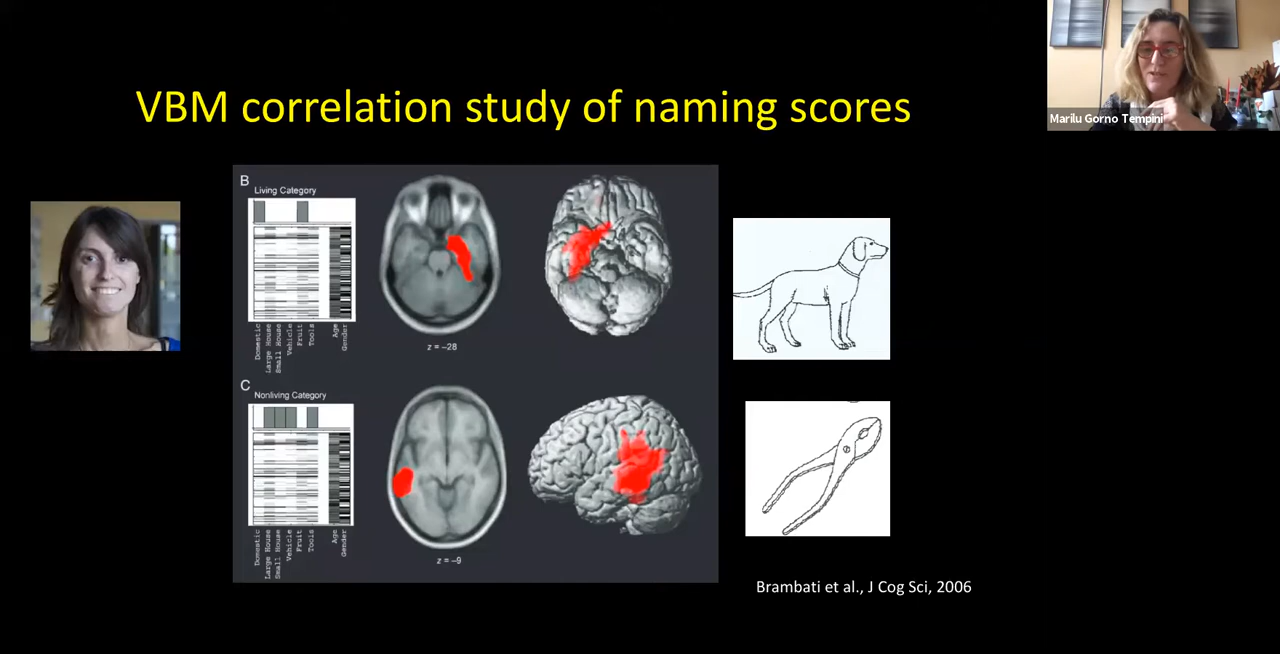 VBM correlation study of naming scores
Marilu Gorno Tempini
B
Living Category
Domestic
Large House
Small House
Vehicle
Fruit
Tools
Age
Gender
z = –28
C
Nonliving Category
Domestic
Large House
Small House
Vehicle
Fruit
Tools
Age
Gender
z = –9
Brambati et al., J Cog Sci, 2006